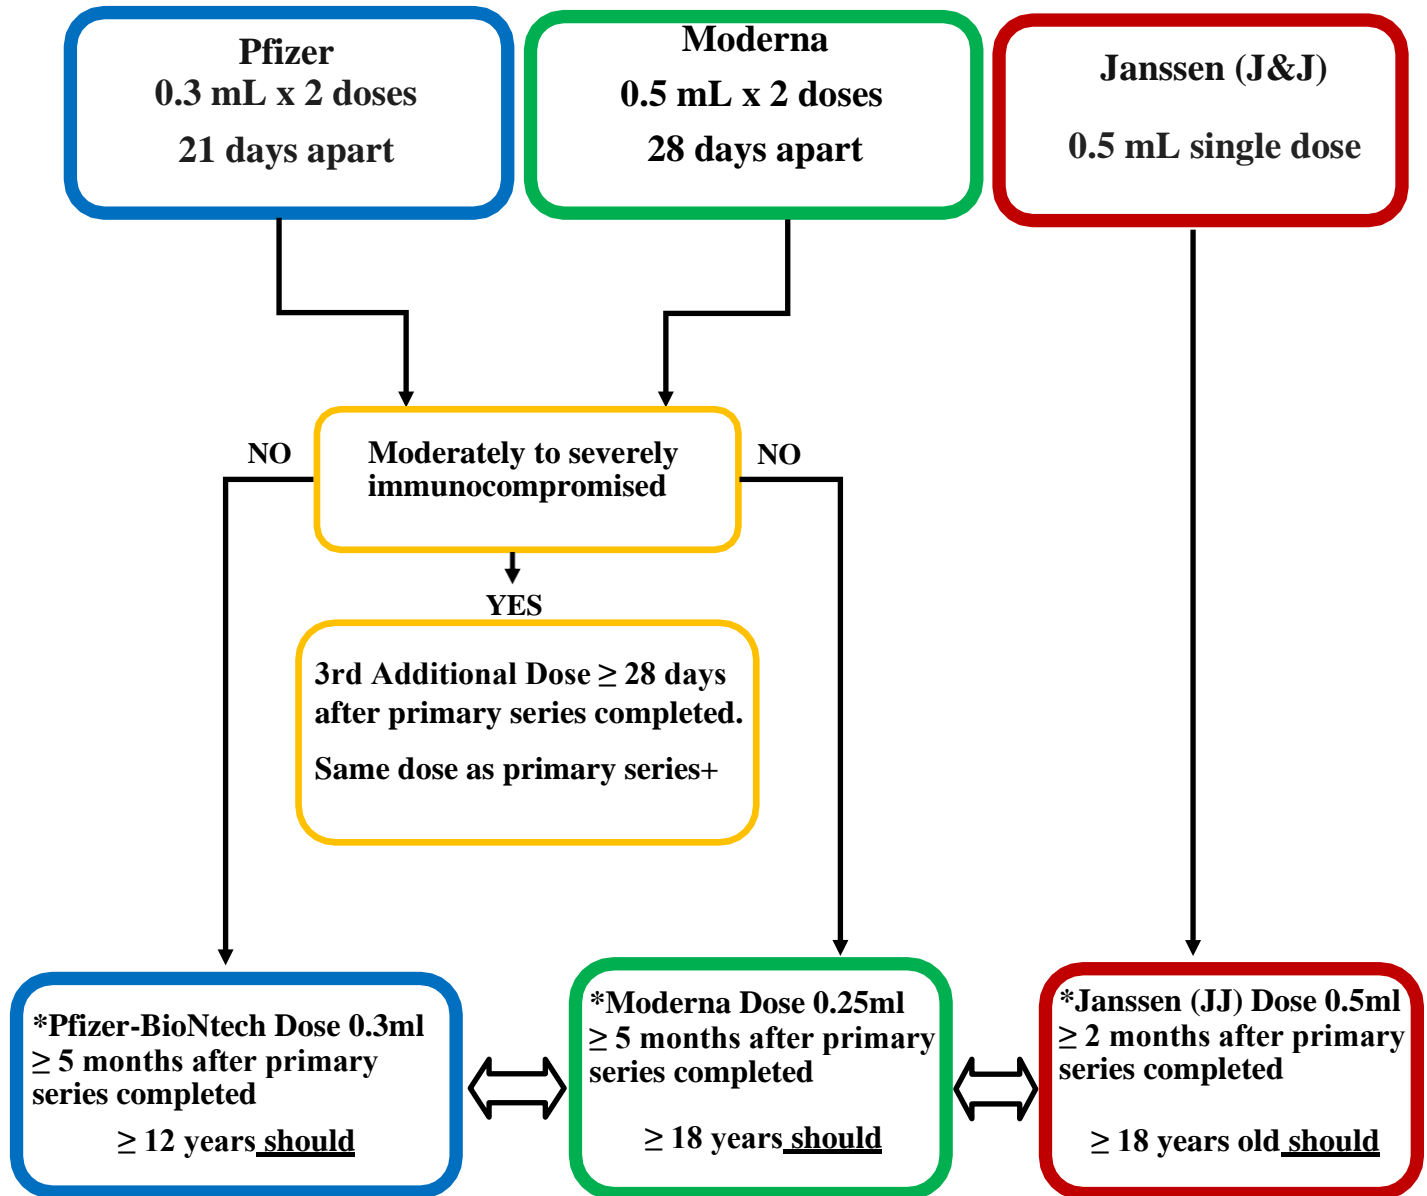 Pfizer
0.3 mL x 2 doses
21 days apart
Moderna
0.5 mL x 2 doses
28 days apart
Janssen (J&J)
0.5 mL single dose
NO
Moderately to severely
immunocompromised
NO
YES
3rd Additional Dose ≥ 28 days
after primary series completed.
Same dose as primary series+
*Pfizer-BioNtech Dose 0.3ml
≥ 5 months after primary
series completed
≥ 12 years should
*Moderna Dose 0.25ml
≥ 5 months after primary
series completed
≥ 18 years should
*Janssen (JJ) Dose 0.5ml
≥ 2 months after primary
series completed
≥ 18 years old should